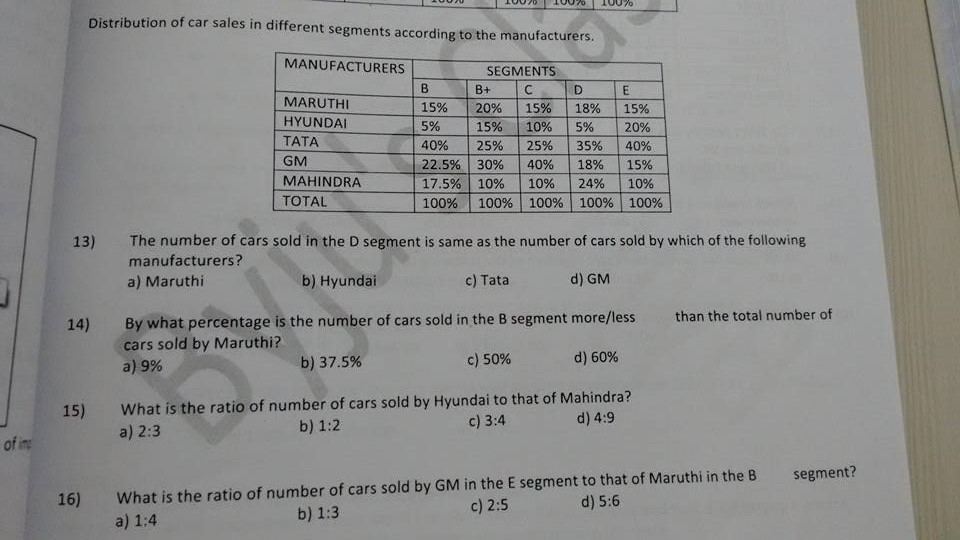 100% 100% 100% 100%
Distribution of car sales in different segments according to the manufacturers.
MANUFACTURERS SEGMENTS
B B+ C D E
MARUTHI 15% 20% 15% 18% 15%
HYUNDAI 5% 15% 10% 5% 20%
TATA 40% 25% 25% 35% 40%
GM 22.5% 30% 40% 18% 15%
MAHINDRA 17.5% 10% 10% 24% 10%
TOTAL 100% 100% 100% 100% 100%
13) The number of cars sold in the D segment is same as the number of cars sold by which of the following
manufacturers?
a) Maruthi b) Hyundai c) Tata d) GM
14) By what percentage is the number of cars sold in the B segment more/less than the total number of
cars sold by Maruthi?
a) 9% b) 37.5% c) 50% d) 60%
15) What is the ratio of number of cars sold by Hyundai to that of Mahindra?
a) 2:3 b) 1:2 c) 3:4 d) 4:9
of
16) What is the ratio of number of cars sold by GM in the E segment to that of Maruthi in the B segment?
a) 1:4 b) 1:3 c) 2:5 d) 5:6
Byju's